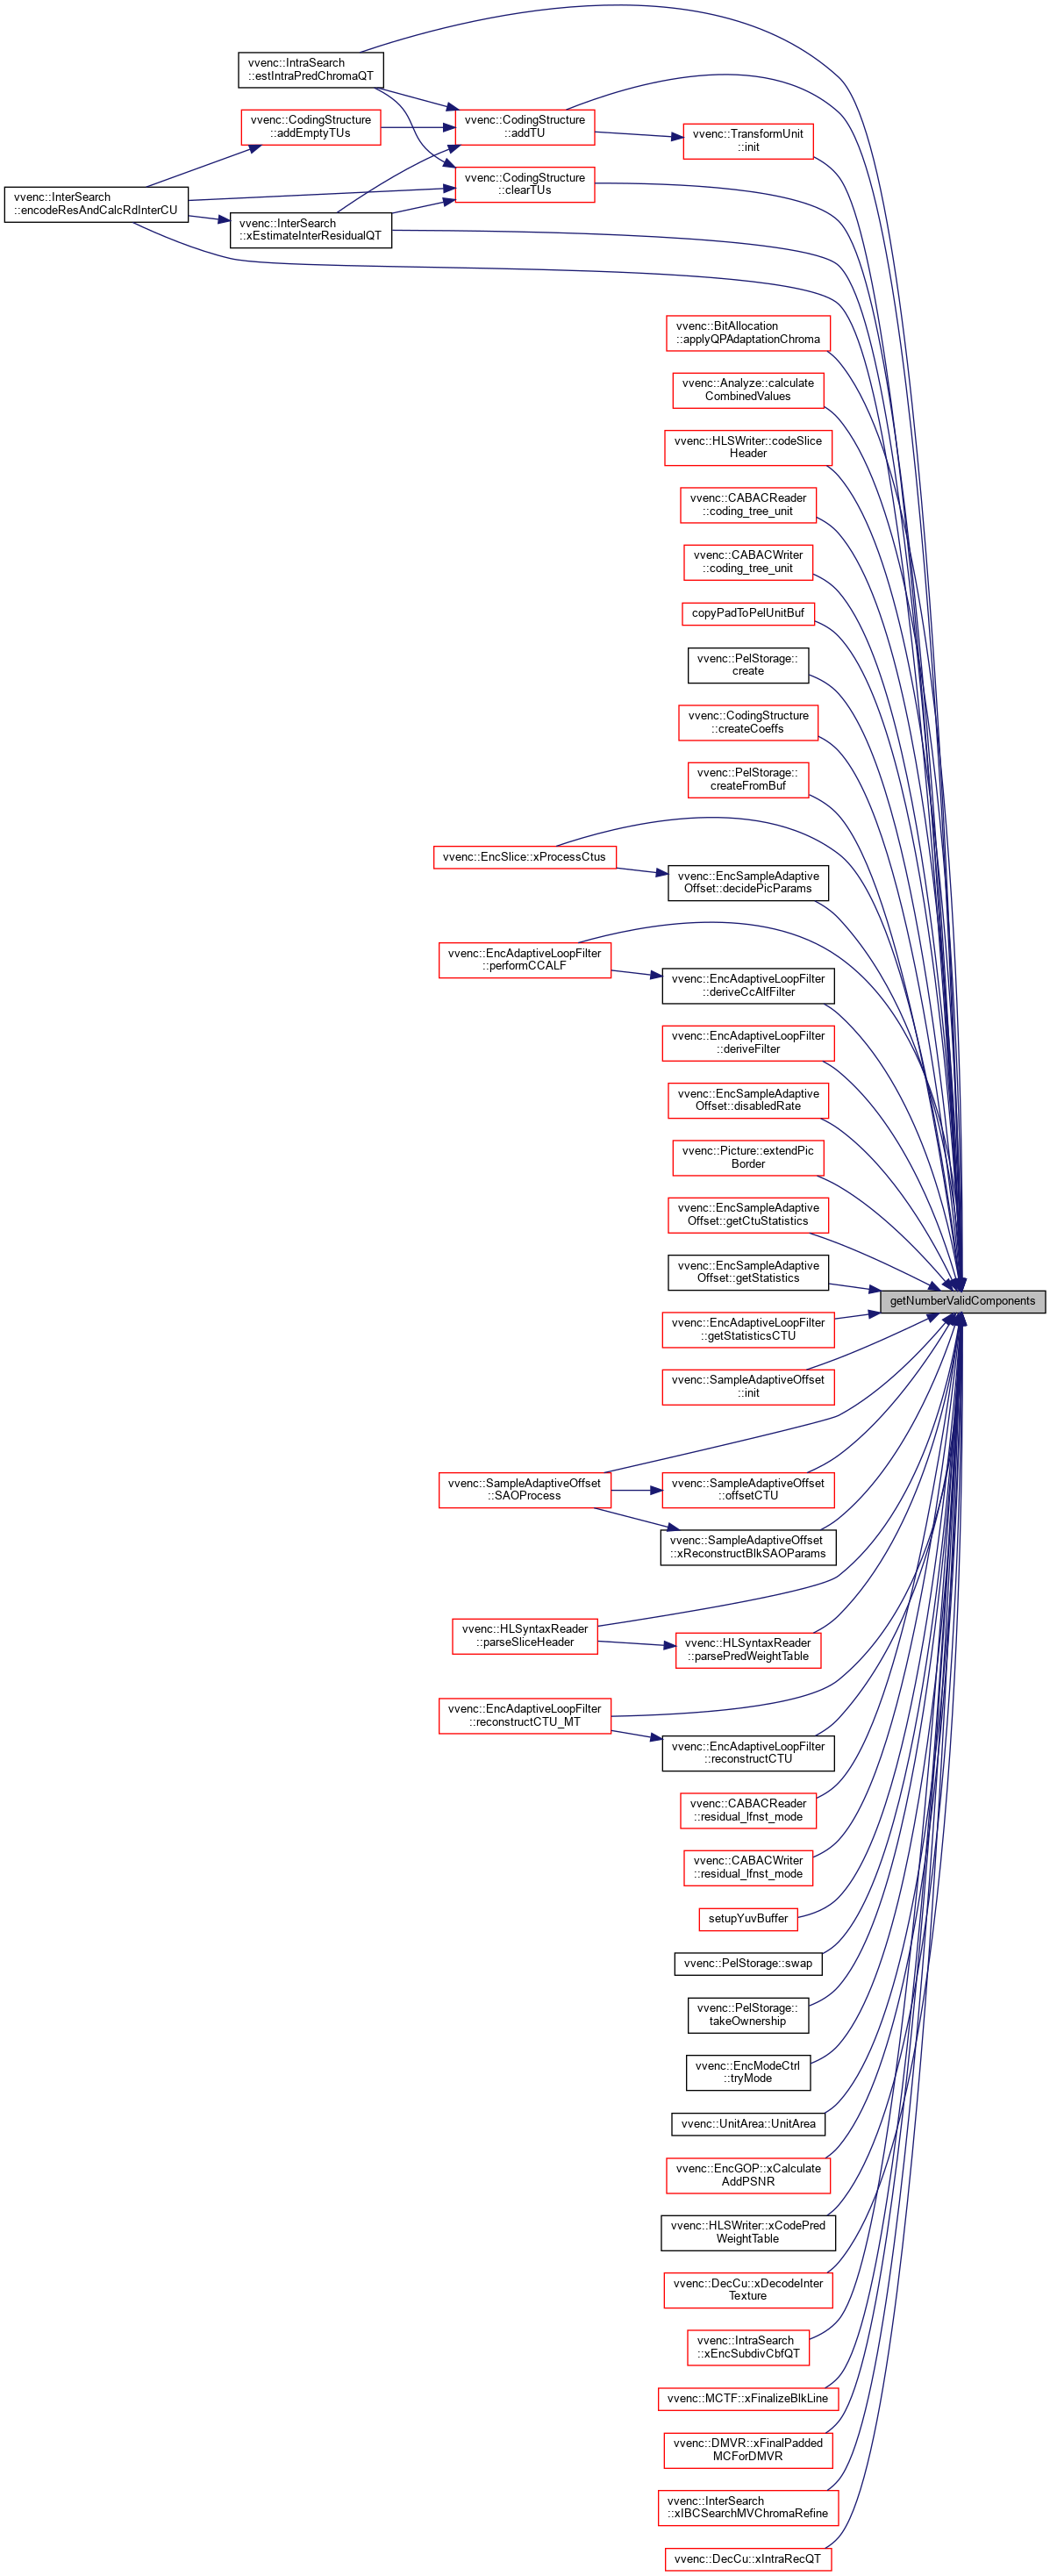 vvenc::IntraSearch
::estIntraPredChromaQT
vvenc::CodingStructure
::addEmptyTUs
vvenc::CodingStructure
::addTU
vvenc::TransformUnit
::init
vvenc::CodingStructure
::clearTUs
vvenc::InterSearch
::encodeResAndCalcRdInterCU
vvenc::InterSearch
::xEstimateInterResidualQT
vvenc::BitAllocation
::applyQPAdaptationChroma
vvenc::Analyze::calculate
CombinedValues
vvenc::HLSWriter::codeSlice
Header
vvenc::CABACReader
::coding_tree_unit
vvenc::CABACWriter
::coding_tree_unit
copyPadToPelUnitBuf
vvenc::PelStorage::
create
vvenc::CodingStructure
::createCoeffs
vvenc::PelStorage::
createFromBuf
vvenc::EncSlice::xProcessCtus
vvenc::EncSampleAdaptive
Offset::decidePicParams
vvenc::EncAdaptiveLoopFilter
::performCCALF
vvenc::EncAdaptiveLoopFilter
::deriveCcAlfFilter
vvenc::EncAdaptiveLoopFilter
::deriveFilter
vvenc::EncSampleAdaptive
Offset::disabledRate
vvenc::Picture::extendPic
Border
vvenc::EncSampleAdaptive
Offset::getCtuStatistics
vvenc::EncSampleAdaptive
Offset::getStatistics
getNumberValidComponents
vvenc::EncAdaptiveLoopFilter
::getStatisticsCTU
vvenc::SampleAdaptiveOffset
::init
vvenc::SampleAdaptiveOffset
::SAOProcess
vvenc::SampleAdaptiveOffset
::offsetCTU
vvenc::SampleAdaptiveOffset
::xReconstructBlkSAOParams
vvenc::HLSyntaxReader
::parseSliceHeader
vvenc::HLSyntaxReader
::parsePredWeightTable
vvenc::EncAdaptiveLoopFilter
::reconstructCTU_MT
vvenc::EncAdaptiveLoopFilter
::reconstructCTU
vvenc::CABACReader
::residual_lfnst_mode
vvenc::CABACWriter
::residual_lfnst_mode
setupYuvBuffer
vvenc::PelStorage::swap
vvenc::PelStorage::
takeOwnership
vvenc::EncModeCtrl
::tryMode
vvenc::UnitArea::UnitArea
vvenc::EncGOP::xCalculate
AddPSNR
vvenc::HLSWriter::xCodePred
WeightTable
vvenc::DecCu::xDecodeInter
Texture
vvenc::IntraSearch
::xEncSubdivCbfQT
vvenc::MCTF::xFinalizeBlkLine
vvenc::DMVR::xFinalPadded
MCForDMVR
vvenc::InterSearch
::xIBCSearchMVChromaRefine
vvenc::DecCu::xIntraRecQT